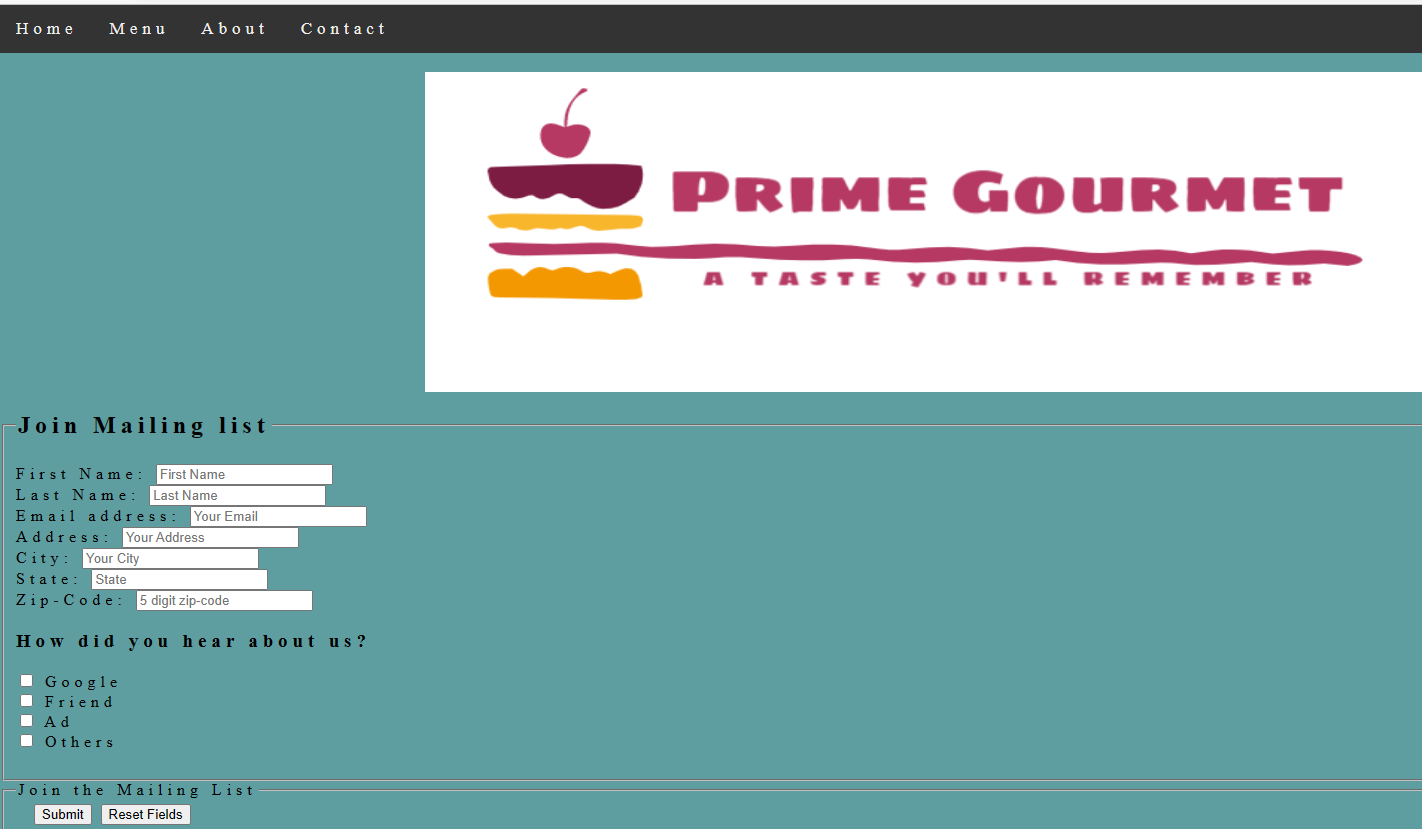 Home Menu About Contact
PRIME GOURMET
A TASTE YOU'LL REMEMBER
Join Mailing list
First Name: First Name
Last Name: Last Name
Email address: Your Email
Address: Your Address
City: Your City
State: State
Zip-Code: 5 digit zip-code
How did you hear about us?
Google
Friend
Ad
Others
Join the Mailing List
Submit Reset Fields